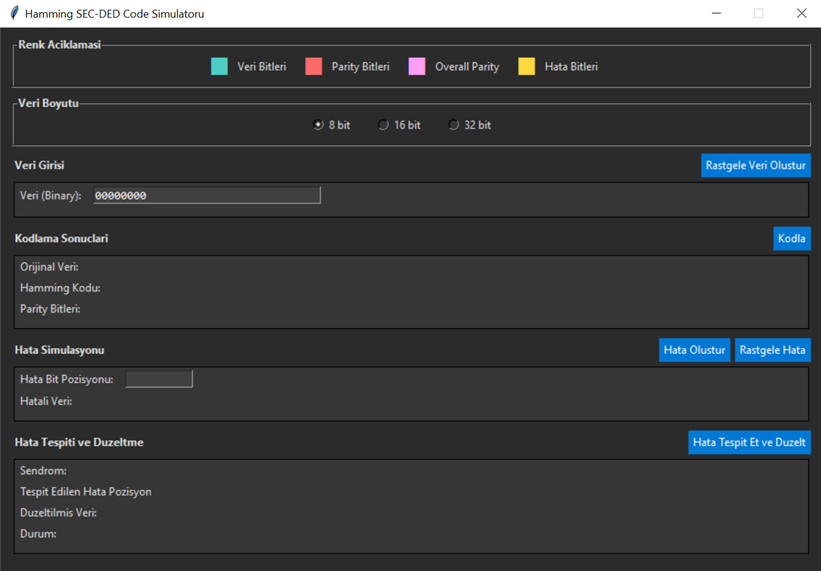 Hamming SEC-DED Code Simulatoru
Renk Aciklamasi
Veri Bitleri Parity Bitleri Overall Parity Hata Bitleri
Veri Boyutu
8 bit 16 bit 32 bit
Veri Girisi Rastgele Veri Olustur
Veri (Binary): 00000000
Kodlama Sonuclari Kodla
Orijinal Veri:
Hamming Kodu:
Parity Bitleri:
Hata Simulasyonu Hata Olustur Rastgele Hata
Hata Bit Pozisyonu:
Hatali Veri:
Hata Tespiti ve Duzeltme Hata Tespit Et ve Duzelt
Sendrom:
Tespit Edilen Hata Pozisyon
Duzeltilmis Veri:
Durum: